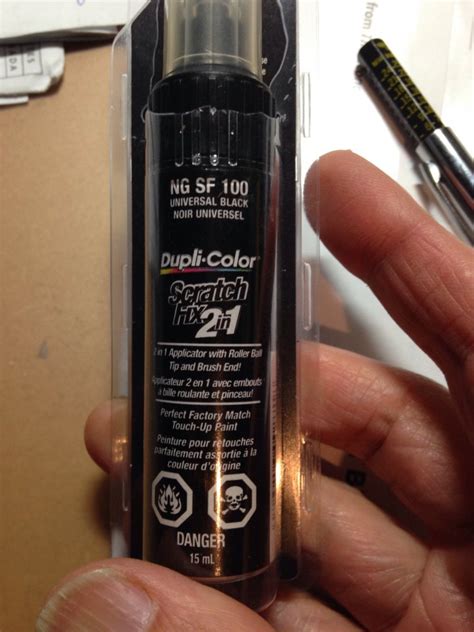 NG SF 100
UNIVERSAL BLACK
NOIR UNIVERSEL
Dupli-Color
Scratch
Fix 2in1
in 1 Applicator with Roller Ball
Tip and Brush End!
Applicateur 2 en 1 avec embouts
à bille roulante et pinceau!
Perfect Factory Match
Touch-Up Paint
Peinture pour retouches
parfaitement assortie à la
couleur d'origine
DANGER
15 mL
from